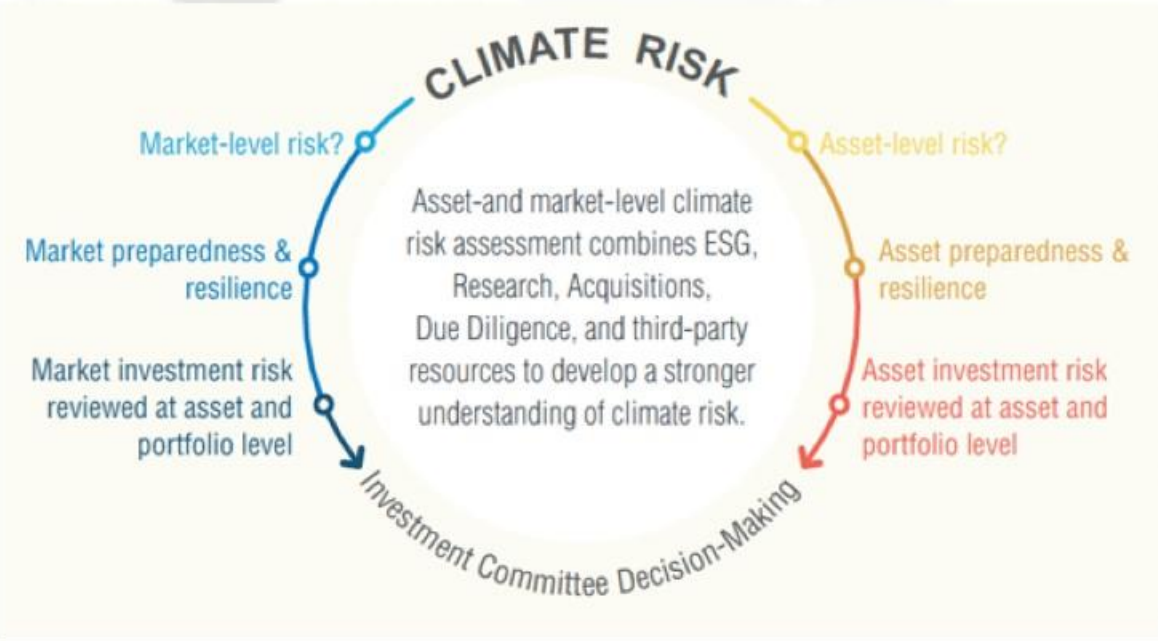 CLIMATE RISK
Market-level risk?
Market preparedness &
resilience
Market investment risk
reviewed at asset and
portfolio level
Asset-and market-level climate
risk assessment combines ESG,
Research, Acquisitions,
Due Diligence, and third-party
resources to develop a stronger
understanding of climate risk.
Asset-level risk?
Asset preparedness &
resilience
Asset investment risk
reviewed at asset and
portfolio level
Investment Committee Decision-Making